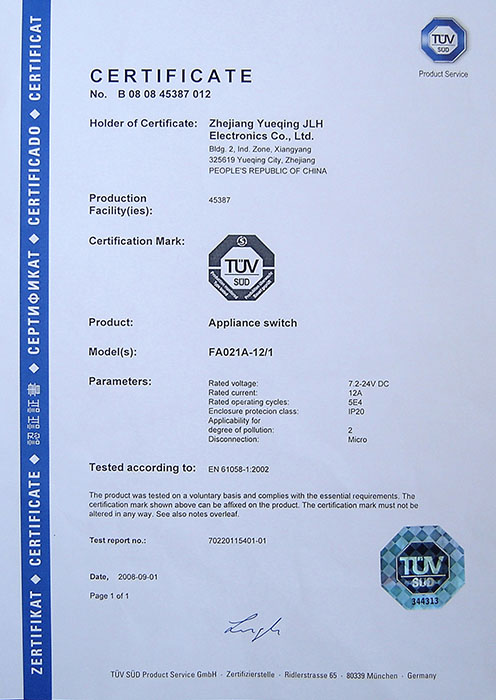 TÜV
SÜD
Product Service
CERTIFICATE
No. B 08 08 45387 012
Holder of Certificate: Zhejiang Yueqing JLH
Electronics Co., Ltd.
Bldg. 2, Ind. Zone, Xiangyang
325619 Yueqing City, Zhejiang
PEOPLE'S REPUBLIC OF CHINA
Production
Facility(ies): 45387
Certification Mark:
TÜV
SÜD
Product: Appliance switch
Model(s): FA021A-12/1
Parameters:
Rated voltage: 7.2-24V DC
Rated current: 12A
Rated operating cycles: 5E4
Enclosure protecion class: IP20
Applicability for
degree of pollution: 2
Disconnection: Micro
Tested according to: EN 61058-1:2002
The product was tested on a voluntary basis and complies with the essential requirements. The
certification mark shown above can be affixed on the product. The certification mark must not be
altered in any way. See also notes overleaf.
Test report no.: 70220115401-01
TÜV
SÜD
344313
Date, 2008-09-01
Page 1 of 1
TÜV SÜD Product Service GmbH · Zertifizierstelle · Ridlerstrasse 65 · 80339 München · Germany
ZERTIFIKAT ◆ CERTIFICATE ◆ 認証証書 ◆ СЕРТИФИКАТ ◆ CERTIFICADO ◆ CERTIFICAT